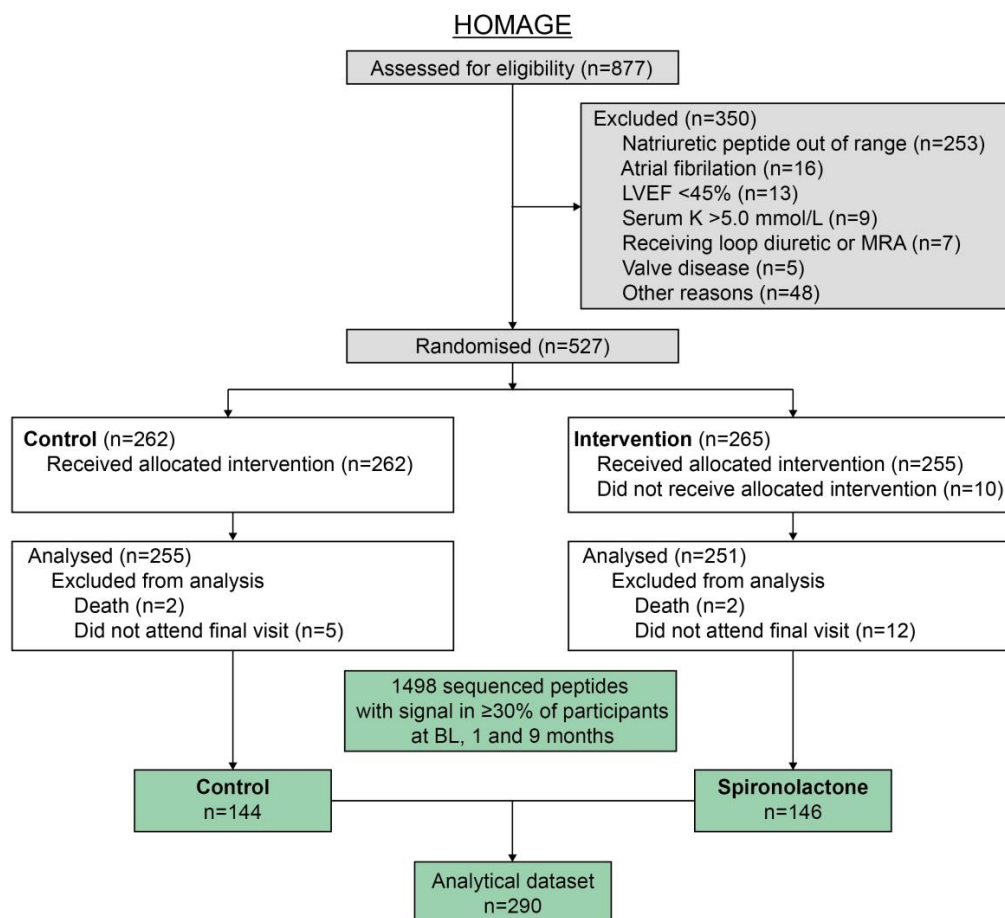 HOMAGE
Assessed for eligibility (n=877)
Excluded (n=350)
Natriuretic peptide out of range (n=253)
Atrial fibrilation (n=16)
LVEF <45% (n=13)
Serum K >5.0 mmol/L (n=9)
Receiving loop diuretic or MRA (n=7)
Valve disease (n=5)
Other reasons (n=48)
Randomised (n=527)
Control (n=262)
Received allocated intervention (n=262)
Intervention (n=265)
Received allocated intervention (n=255)
Did not receive allocated intervention (n=10)
Analysed (n=255)
Excluded from analysis
Death (n=2)
Did not attend final visit (n=5)
Analysed (n=251)
Excluded from analysis
Death (n=2)
Did not attend final visit (n=12)
1498 sequenced peptides
with signal in ≥30% of participants
at BL, 1 and 9 months
Control
n=144
Spironolactone
n=146
Analytical dataset
n=290